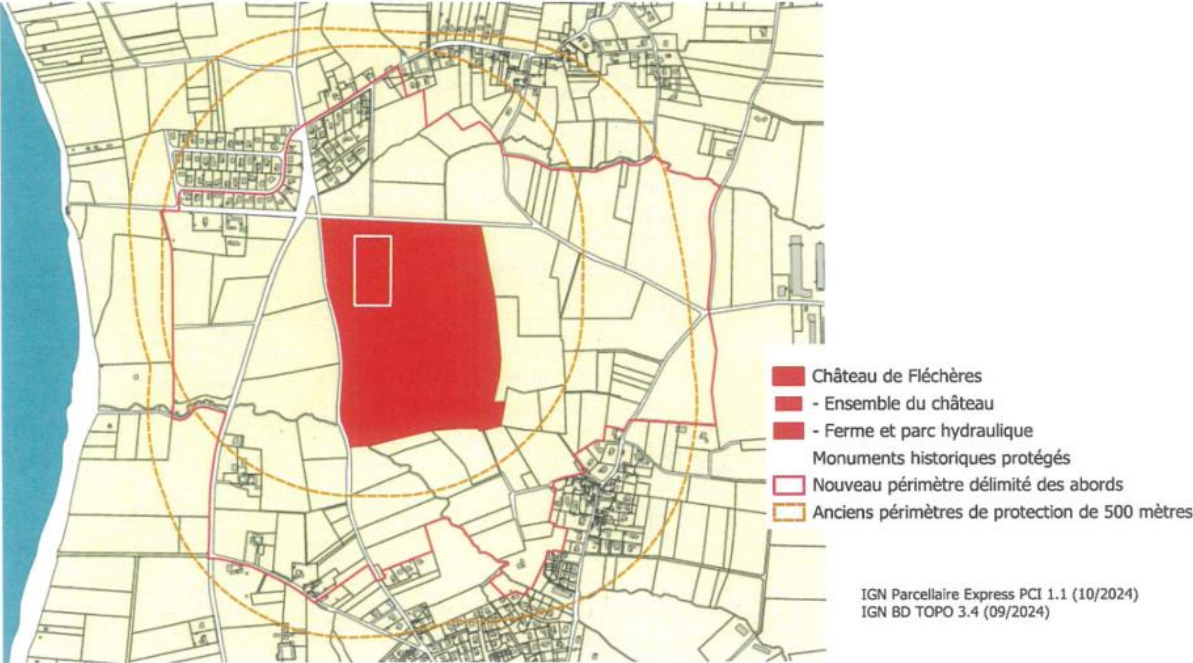 Château de Fléchères
- Ensemble du château
- Ferme et parc hydraulique
Monuments historiques protégés
Nouveau périmètre délimité des abords
Anciens périmètres de protection de 500 mètres
IGN Parcellaire Express PCI 1.1 (10/2024)
IGN BD TOPO 3.4 (09/2024)